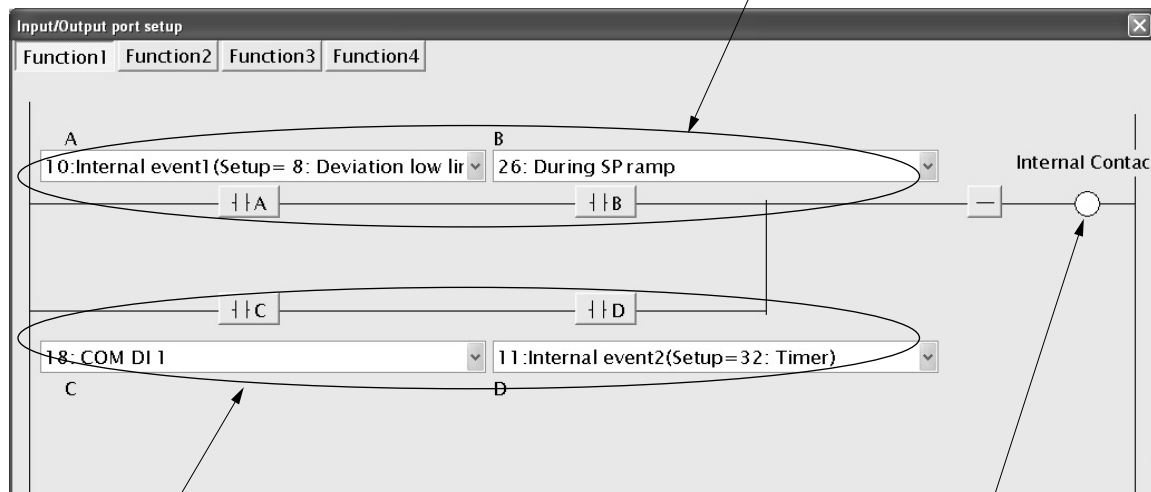 Input/Output port setup
Function1 Function2 Function3 Function4
A B
10:Internal event1(Setup= 8: Deviation low lir 26: During SP ramp
Internal Contac
A B
C D
18: COM DI 1 11:Internal event2(Setup=32: Timer)
C D